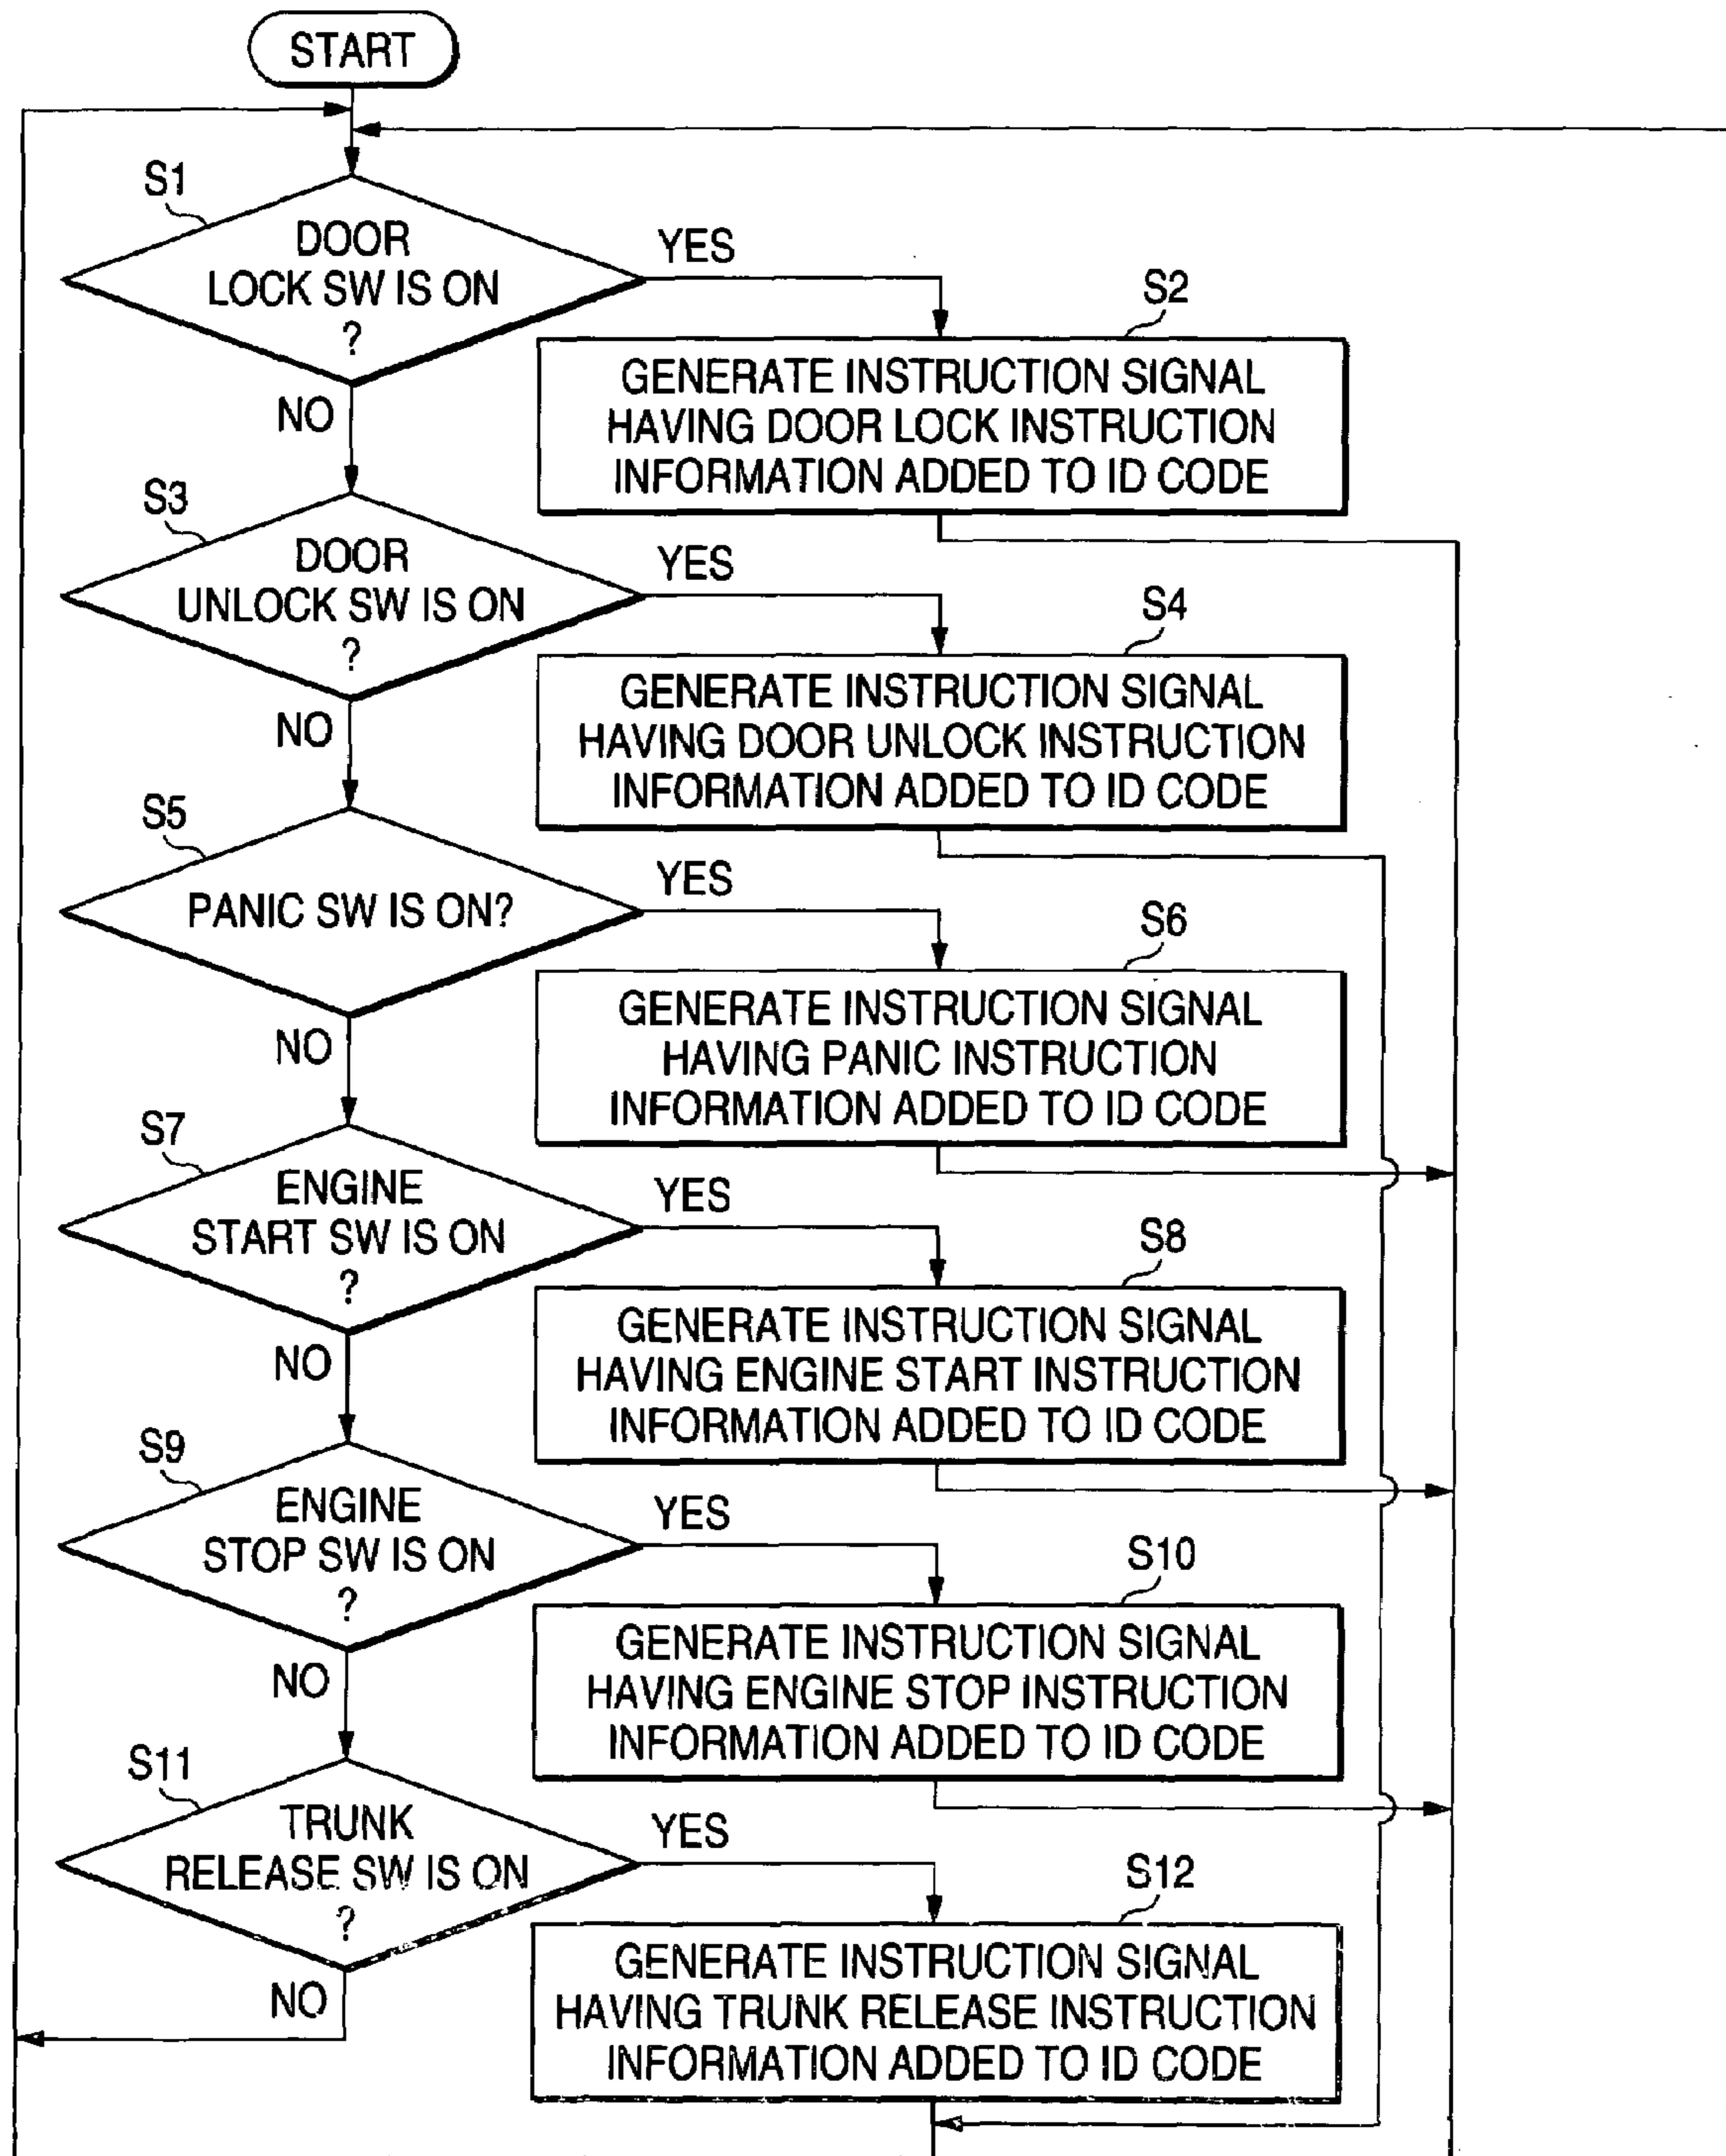 START
S1
DOOR
LOCK SW IS ON
?
YES
NO
S2
GENERATE INSTRUCTION SIGNAL
HAVING DOOR LOCK INSTRUCTION
INFORMATION ADDED TO ID CODE
S3
DOOR
UNLOCK SW IS ON
?
YES
NO
S4
GENERATE INSTRUCTION SIGNAL
HAVING DOOR UNLOCK INSTRUCTION
INFORMATION ADDED TO ID CODE
S5
PANIC SW IS ON?
YES
NO
S6
GENERATE INSTRUCTION SIGNAL
HAVING PANIC INSTRUCTION
INFORMATION ADDED TO ID CODE
S7
ENGINE
START SW IS ON
?
YES
NO
S8
GENERATE INSTRUCTION SIGNAL
HAVING ENGINE START INSTRUCTION
INFORMATION ADDED TO ID CODE
S9
ENGINE
STOP SW IS ON
?
YES
NO
S10
GENERATE INSTRUCTION SIGNAL
HAVING ENGINE STOP INSTRUCTION
INFORMATION ADDED TO ID CODE
S11
TRUNK
RELEASE SW IS ON
?
YES
NO
S12
GENERATE INSTRUCTION SIGNAL
HAVING TRUNK RELEASE INSTRUCTION
INFORMATION ADDED TO ID CODE